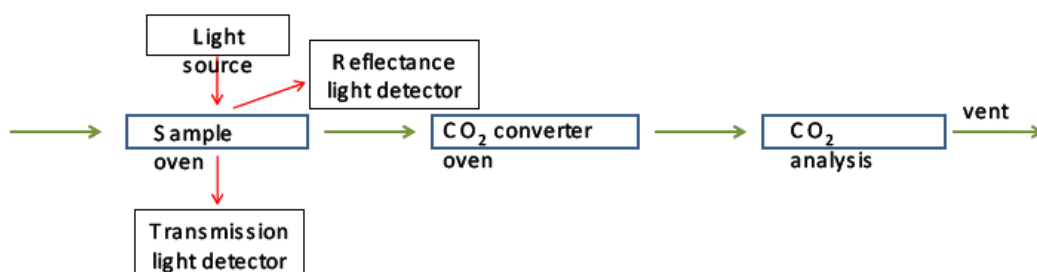 Light
source
Reflectance
light detector
Sample
oven
CO₂ converter
oven
CO₂
analysis
vent
Transmission
light detector